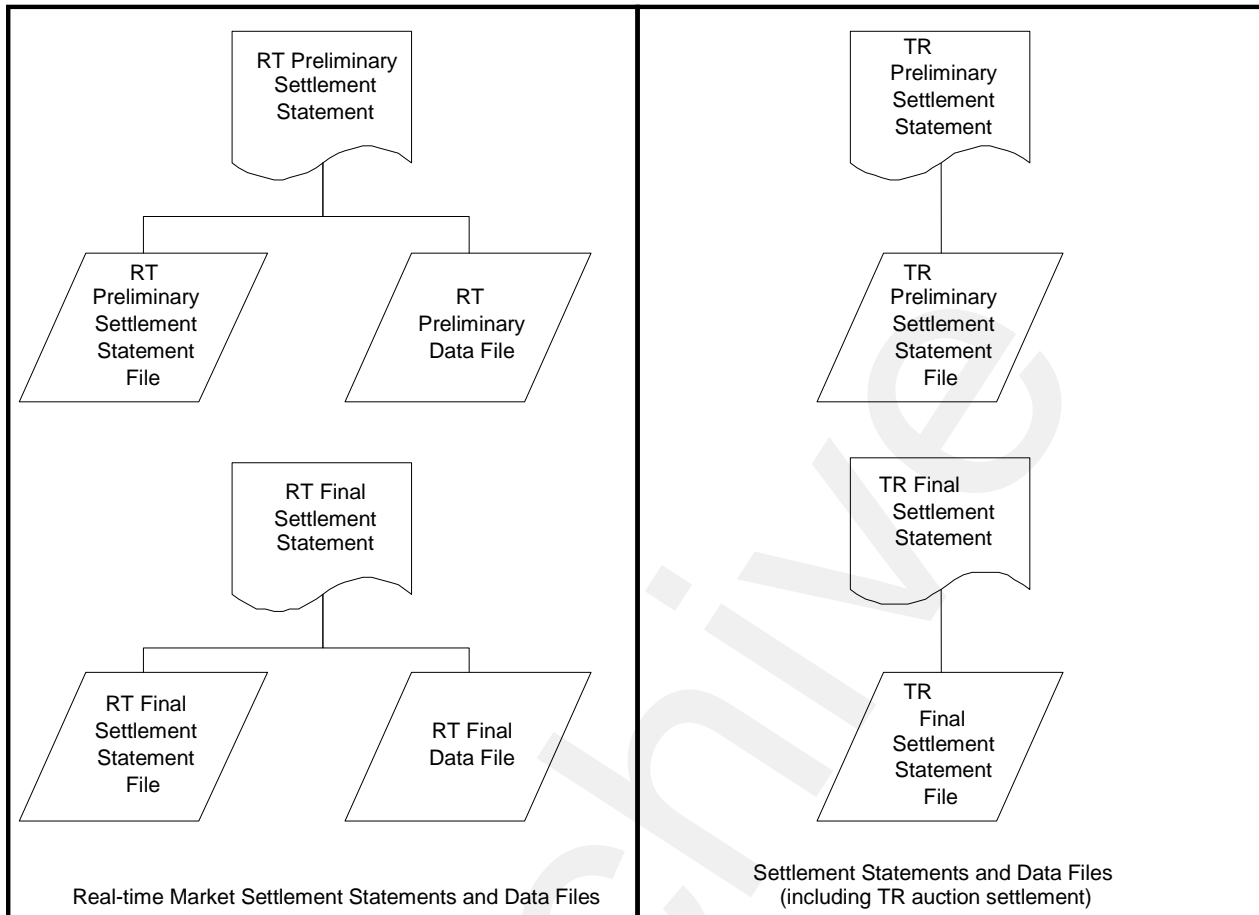 RT Preliminary
Settlement
Statement
RT
Preliminary
Settlement
Statement
File
RT
Preliminary
Data File
RT Final
Settlement
Statement
RT Final
Settlement
Statement
File
RT Final
Data File
Real-time Market Settlement Statements and Data Files
TR
Preliminary
Settlement
Statement
TR
Preliminary
Settlement
Statement
File
TR Final
Settlement
Statement
TR
Final
Settlement
Statement
File
Settlement Statements and Data Files
(including TR auction settlement)
chive